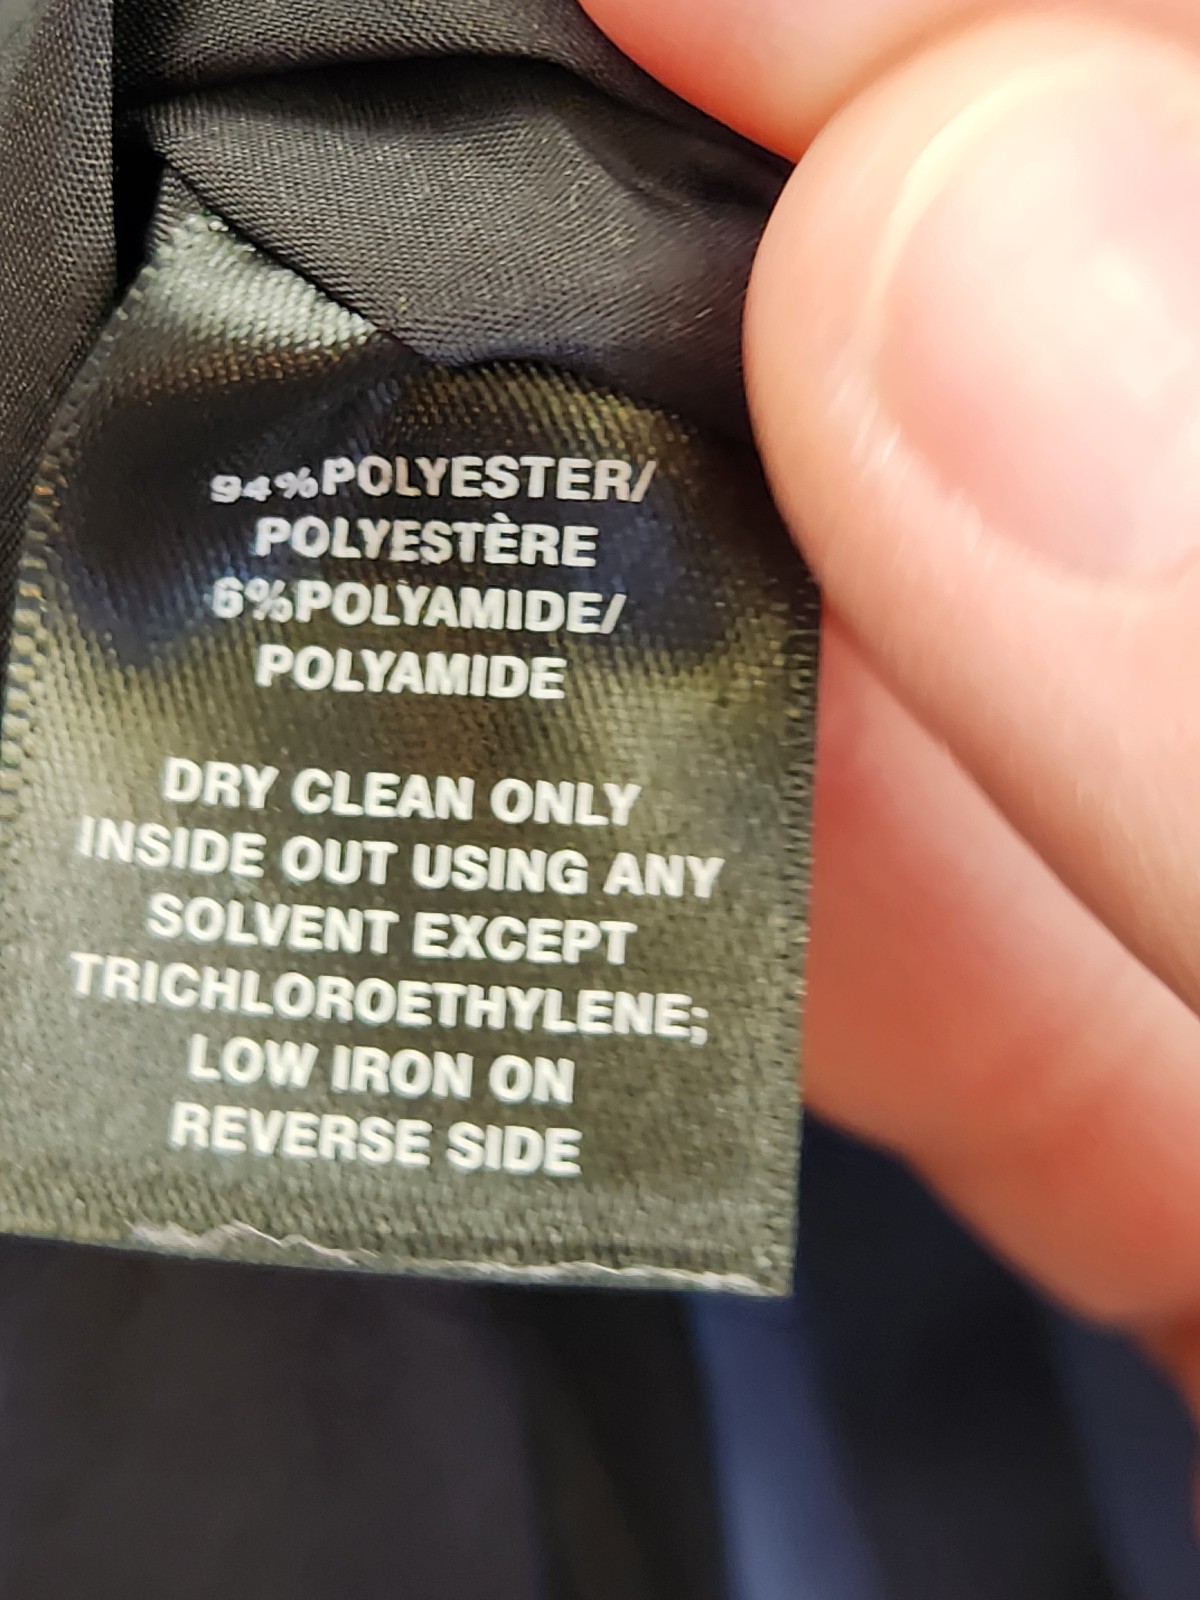 94%POLYESTER/
POLYESTÈRE
6%POLYAMIDE/
POLYAMIDE
DRY CLEAN ONLY
INSIDE OUT USING ANY
SOLVENT EXCEPT
TRICHLOROETHYLENE;
LOW IRON ON
REVERSE SIDE